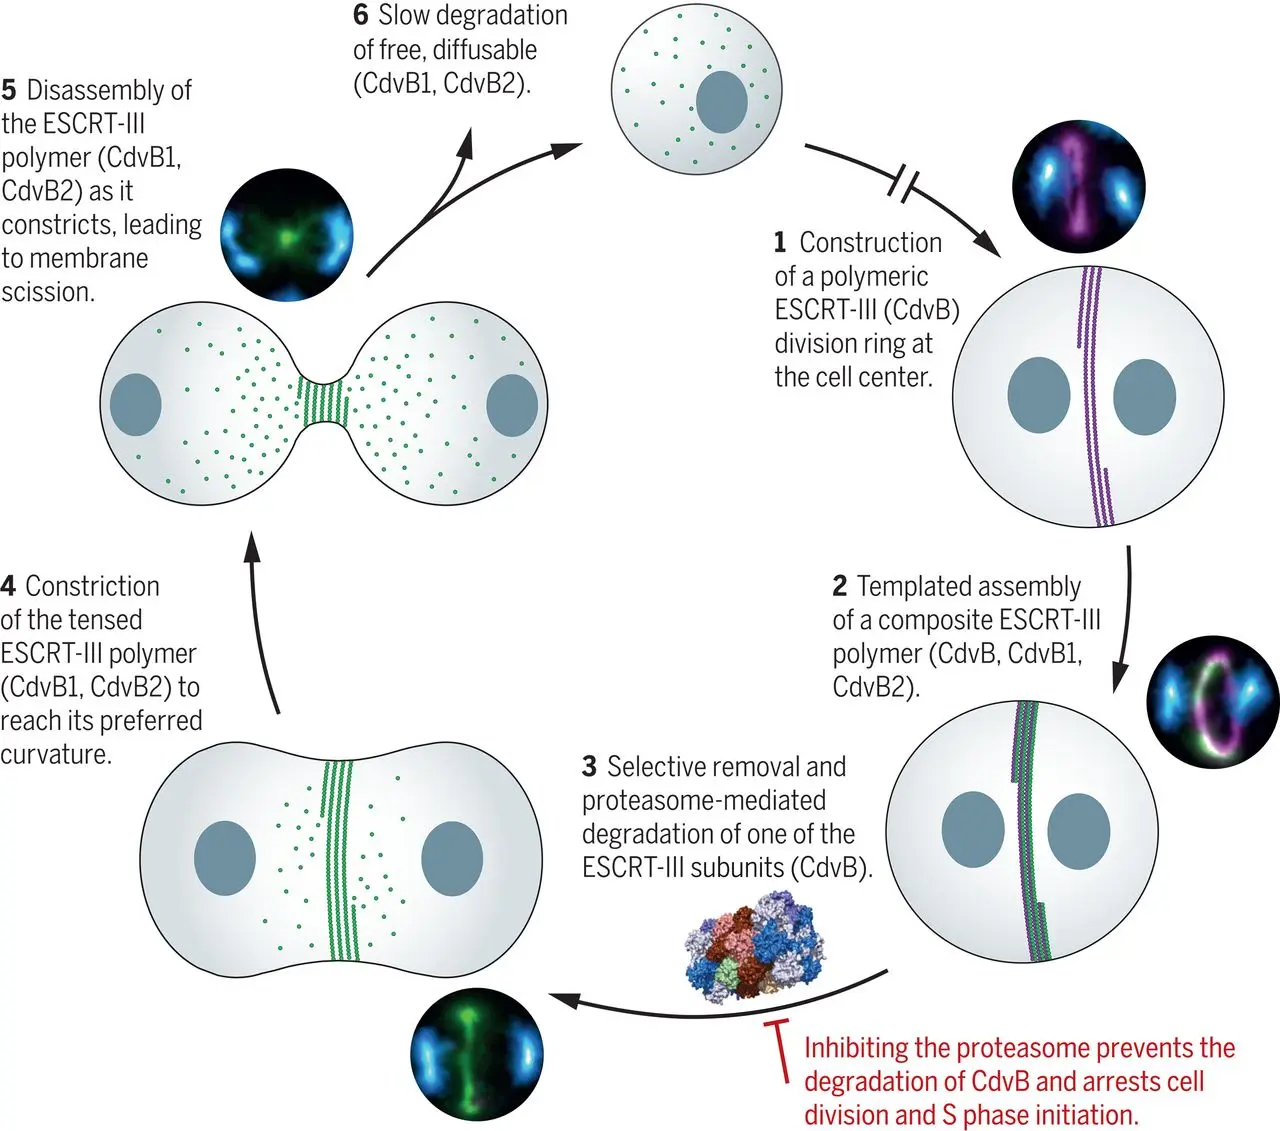 6 Slow degradation
of free, diffusable
(CdvB1, CdvB2).
5 Disassembly of
the ESCRT-III
polymer (CdvB1,
CdvB2) as it
constricts, leading
to membrane
scission.
1 Construction
of a polymeric
ESCRT-III (CdvB)
division ring at
the cell center.
2 Templated assembly
of a composite ESCRT-III
polymer (CdvB, CdvB1,
CdvB2).
3 Selective removal and
proteasome-mediated
degradation of one of the
ESCRT-III subunits (CdvB).
4 Constriction
of the tensed
ESCRT-III polymer
(CdvB1, CdvB2) to
reach its preferred
curvature.
Inhibiting the proteasome prevents the
degradation of CdvB and arrests cell
division and S phase initiation.